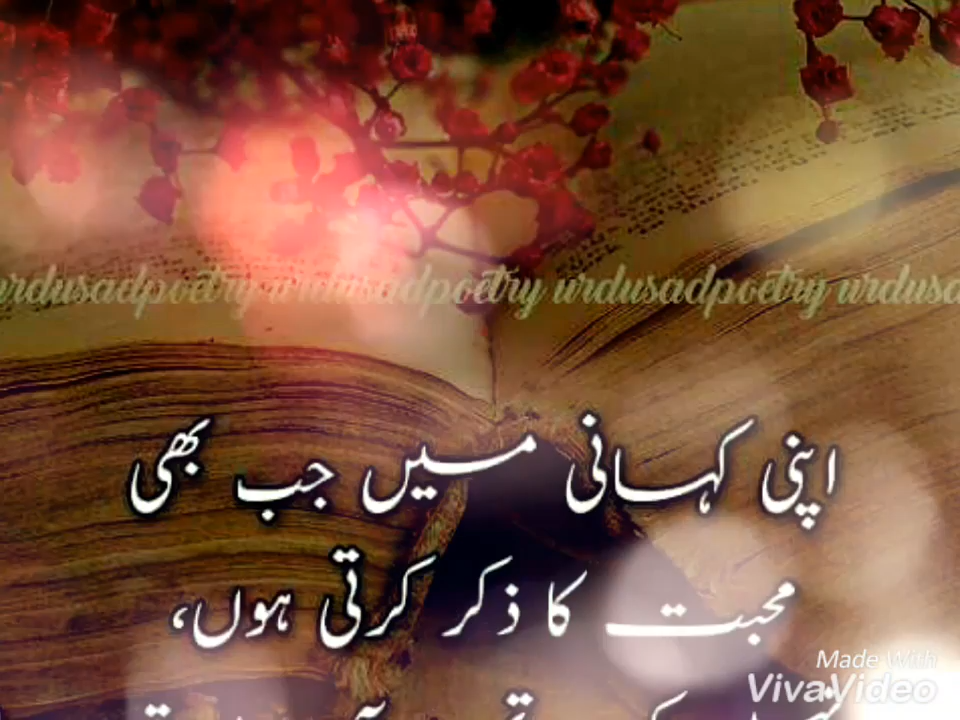 urdusadpoetry urdusadpoetry urdusadpoetry
اپنی کہانی میں جب بھی
محبت کا ذکر کرتی ہوں،
Made With
VivaVideo